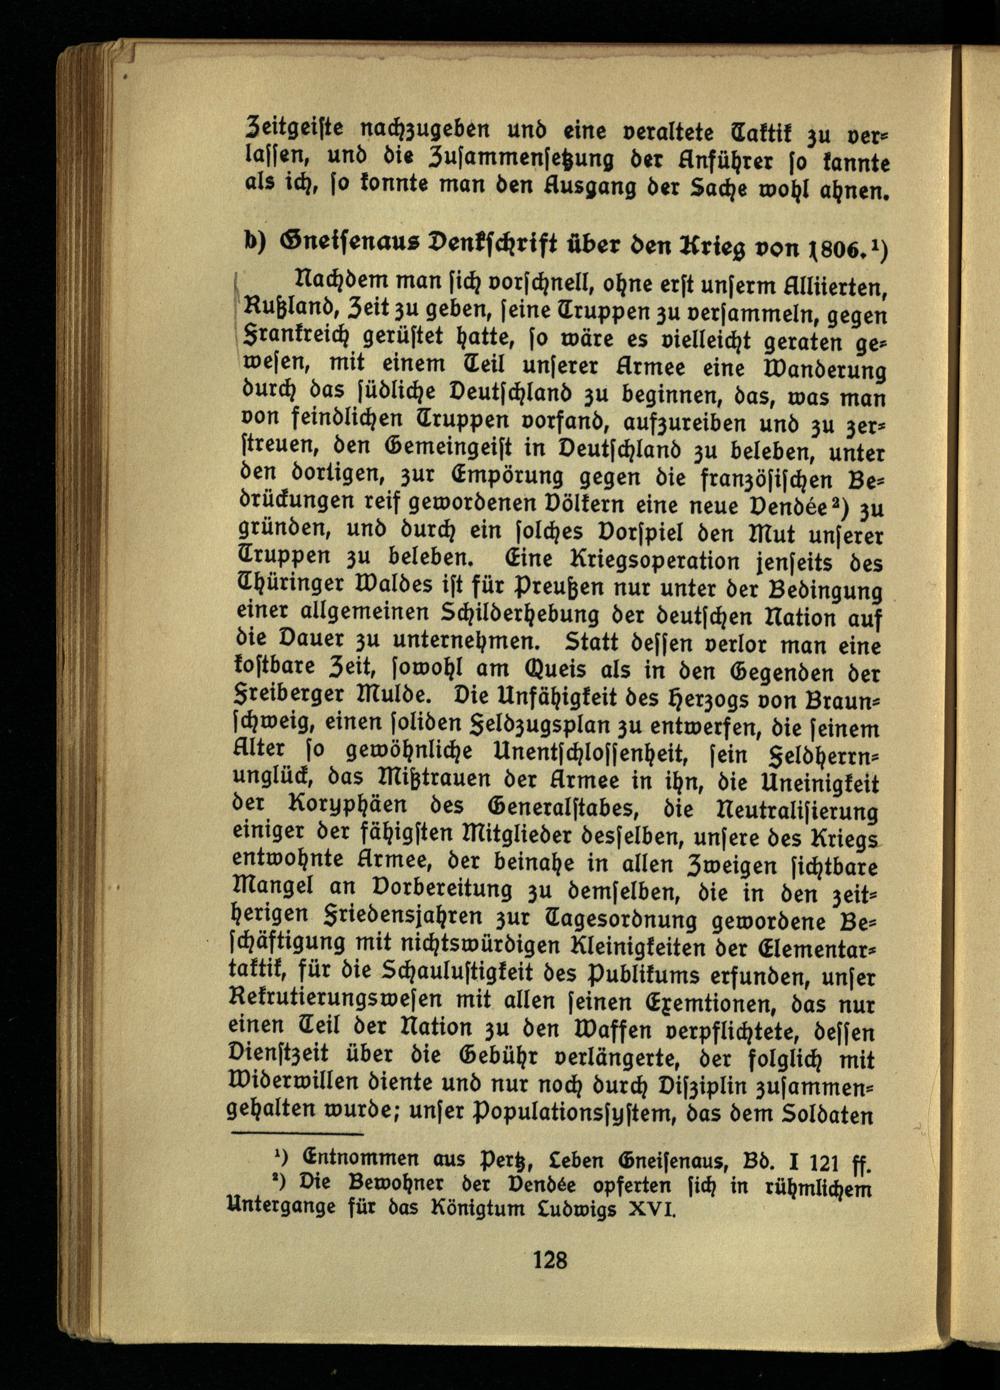 Zeitgeiste nachzugeben und eine veraltete Taktik zu ver-
lassen, und die Zusammensetzung der Anführer so kannte
als ich, so konnte man den Ausgang der Sache wohl ahnen.
b) Gneisenaus Denkschrift über den Krieg von 1806.¹)
Nachdem man sich vorschnell, ohne erst unserm Alliierten,
Rußland, Zeit zu geben, seine Truppen zu versammeln, gegen
Frankreich gerüstet hatte, so wäre es vielleicht geraten ge-
wesen, mit einem Teil unserer Armee eine Wanderung
durch das südliche Deutschland zu beginnen, das, was man
von feindlichen Truppen vorfand, aufzureiben und zu zer-
streuen, den Gemeingeist in Deutschland zu beleben, unter
den dortigen, zur Empörung gegen die französischen Be-
drückungen reif gewordenen Völkern eine neue Vendée²) zu
gründen, und durch ein solches Vorspiel den Mut unserer
Truppen zu beleben. Eine Kriegsoperation jenseits des
Thüringer Waldes ist für Preußen nur unter der Bedingung
einer allgemeinen Schilderhebung der deutschen Nation auf
die Dauer zu unternehmen. Statt dessen verlor man eine
kostbare Zeit, sowohl am Queis als in den Gegenden der
Freiberger Mulde. Die Unfähigkeit des Herzogs von Braun-
schweig, einen soliden Feldzugsplan zu entwerfen, die seinem
Alter so gewöhnliche Unentschlossenheit, sein Feldherrn-
unglück, das Mißtrauen der Armee in ihn, die Uneinigkeit
der Koryphäen des Generalstabes, die Neutralisierung
einiger der fähigsten Mitglieder desselben, unsere des Kriegs
entwohnte Armee, der beinahe in allen Zweigen sichtbare
Mangel an Vorbereitung zu demselben, die in den zeit-
herigen Friedensjahren zur Tagesordnung gewordene Be-
schäftigung mit nichtswürdigen Kleinigkeiten der Elementar-
taktik, für die Schaulustigkeit des Publikums erfunden, unser
Rekrutierungswesen mit allen seinen Exemtionen, das nur
einen Teil der Nation zu den Waffen verpflichtete, dessen
Dienstzeit über die Gebühr verlängerte, der folglich mit
Widerwillen diente und nur noch durch Disziplin zusammen-
gehalten wurde; unser Populationssystem, das dem Soldaten
¹) Entnommen aus Pertz, Leben Gneisenaus, Bd. I 121 ff.
²) Die Bewohner der Vendée opferten sich in rühmlichem
Untergange für das Königtum Ludwigs XVI.
128